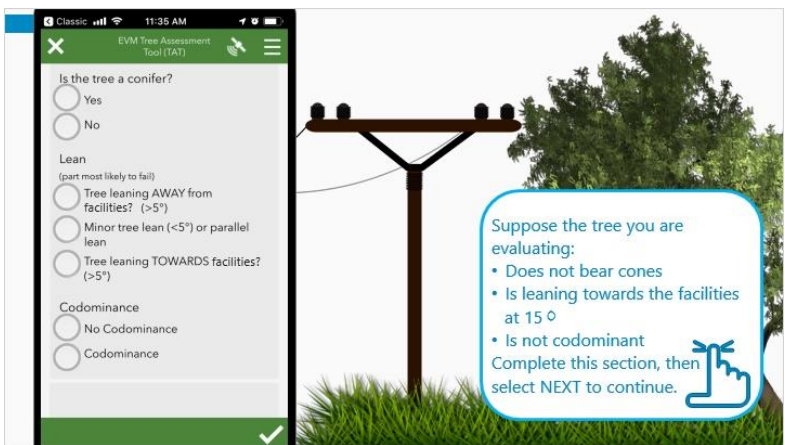 Classic 11:35 AM
EVM Tree Assessment
Tool (TAT)
Is the tree a conifer?
Yes
No
Lean
(part most likely to fail)
Tree leaning AWAY from
facilities? (>5°)
Minor tree lean (<5°) or parallel
lean
Tree leaning TOWARDS facilities?
(>5°)
Codominance
No Codominance
Codominance
Suppose the tree you are
evaluating:
• Does not bear cones
• Is leaning towards the facilities
at 15 º
• Is not codominant
Complete this section, then
select NEXT to continue.